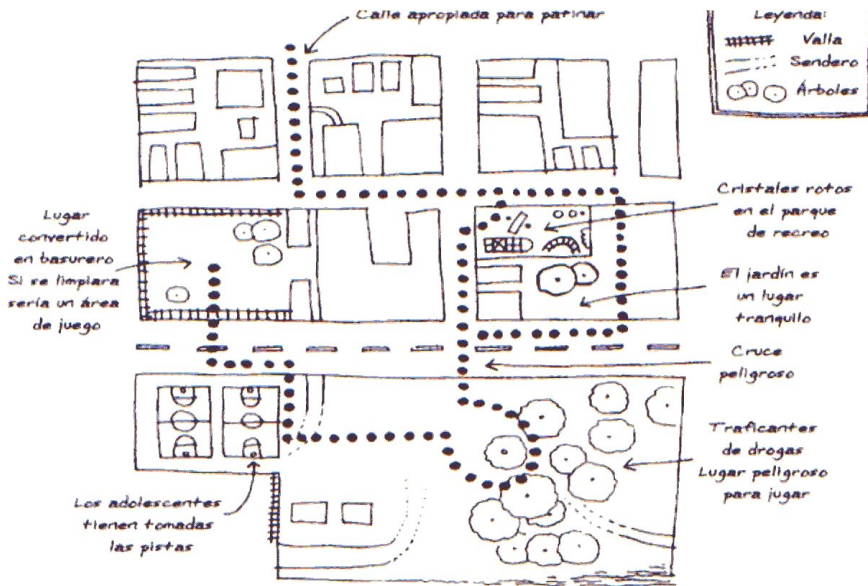 Calle apropiada para patinar
Leyenda:
Valla
Sendero
Árboles
Lugar
convertido
en basurero
Si se limpiara
sería un área
de juego
Cristales rotos
en el parque
de recreo
El jardín es
un lugar
tranquilo
Cruce
peligroso
Traficantes
de drogas
Lugar peligroso
para jugar
Los adolescentes
tienen tomadas
las pistas